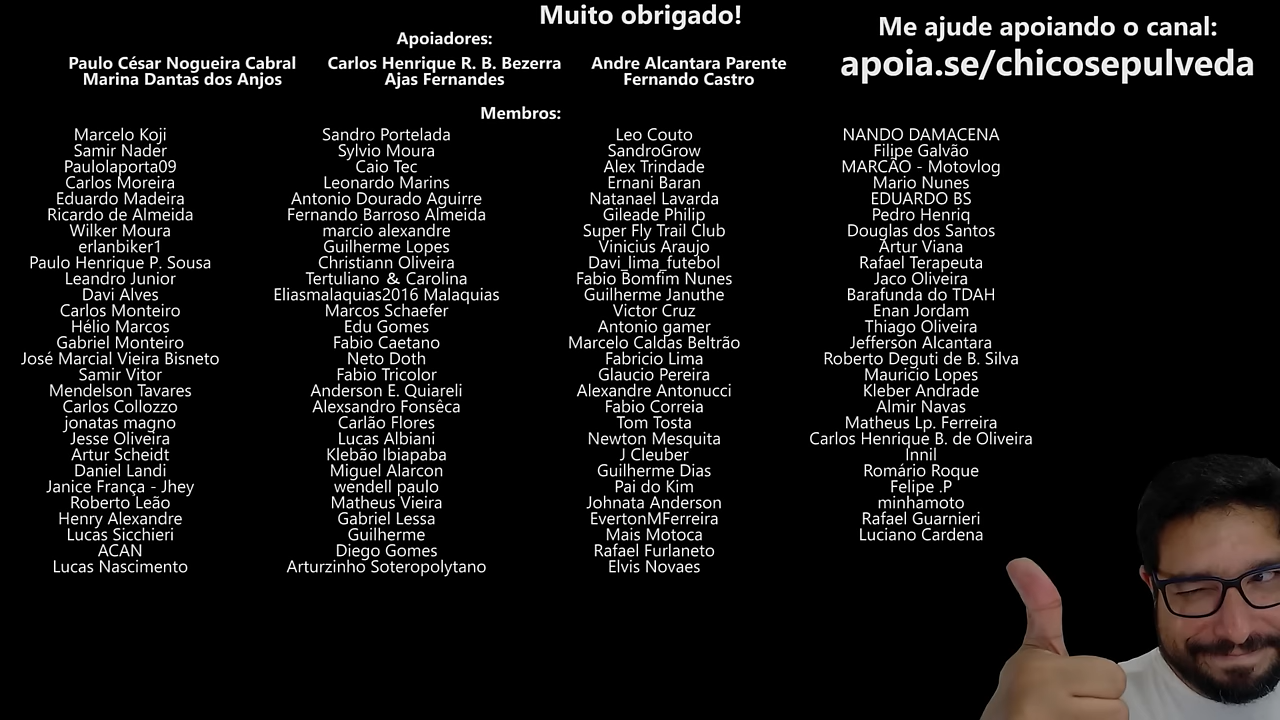 Muito obrigado!
Me ajude apoiando o canal:
apoia.se/chicosepulveda
Apoiadores:
Paulo César Nogueira Cabral
Marina Dantas dos Anjos
Carlos Henrique R. B. Bezerra
Ajas Fernandes
Andre Alcantara Parente
Fernando Castro
Membros:
Marcelo Koji
Samir Nader
Paulolaporta09
Carlos Moreira
Eduardo Madeira
Ricardo de Almeida
Wilker Moura
erlanbiker1
Paulo Henrique P. Sousa
Leandro Junior
Davi Alves
Carlos Monteiro
Hélio Marcos
Gabriel Monteiro
José Marcial Vieira Bisneto
Samir Vitor
Mendelson Tavares
Carlos Collozzo
jonatas magno
Jesse Oliveira
Artur Scheidt
Daniel Landi
Janice França - Jhey
Roberto Leão
Henry Alexandre
Lucas Sicchieri
ACAN
Lucas Nascimento
Sandro Portelada
Sylvio Moura
Caio Tec
Leonardo Marins
Antonio Dourado Aguirre
Fernando Barroso Almeida
marcio alexandre
Guilherme Lopes
Christiann Oliveira
Tertuliano & Carolina
Eliasmalaquias2016 Malaquias
Marcos Schaefer
Edu Gomes
Fabio Caetano
Neto Doth
Fabio Tricolor
Anderson E. Quiareli
Alexsandro Fonsêca
Carlão Flores
Lucas Albiani
Klebão Ibiapaba
Miguel Alarcon
wendell paulo
Matheus Vieira
Gabriel Lessa
Guilherme
Diego Gomes
Arturzinho Soteropolytano
Leo Couto
SandroGrow
Alex Trindade
Ernani Baran
Natanael Lavarda
Gileade Philip
Super Fly Trail Club
Vinicius Araujo
Davi_lima_futebol
Fabio Bomfim Nunes
Guilherme Januthe
Victor Cruz
Antonio gamer
Marcelo Caldas Beltrão
Fabricio Lima
Glaucio Pereira
Alexandre Antonucci
Fabio Correia
Tom Tosta
Newton Mesquita
J Cleuber
Guilherme Dias
Pai do Kim
Johnata Anderson
EvertonMFerreira
Mais Motoca
Rafael Furlaneto
Elvis Novaes
NANDO DAMACENA
Filipe Galvão
MARCÃO - Motovlog
Mario Nunes
EDUARDO BS
Pedro Henriq
Douglas dos Santos
Artur Viana
Rafael Terapeuta
Jaco Oliveira
Barafunda do TDAH
Enan Jordam
Thiago Oliveira
Jefferson Alcantara
Roberto Deguti de B. Silva
Mauricio Lopes
Kleber Andrade
Almir Navas
Matheus Lp. Ferreira
Carlos Henrique B. de Oliveira
Innil
Romário Roque
Felipe .P
minhamoto
Rafael Guarnieri
Luciano Cardena